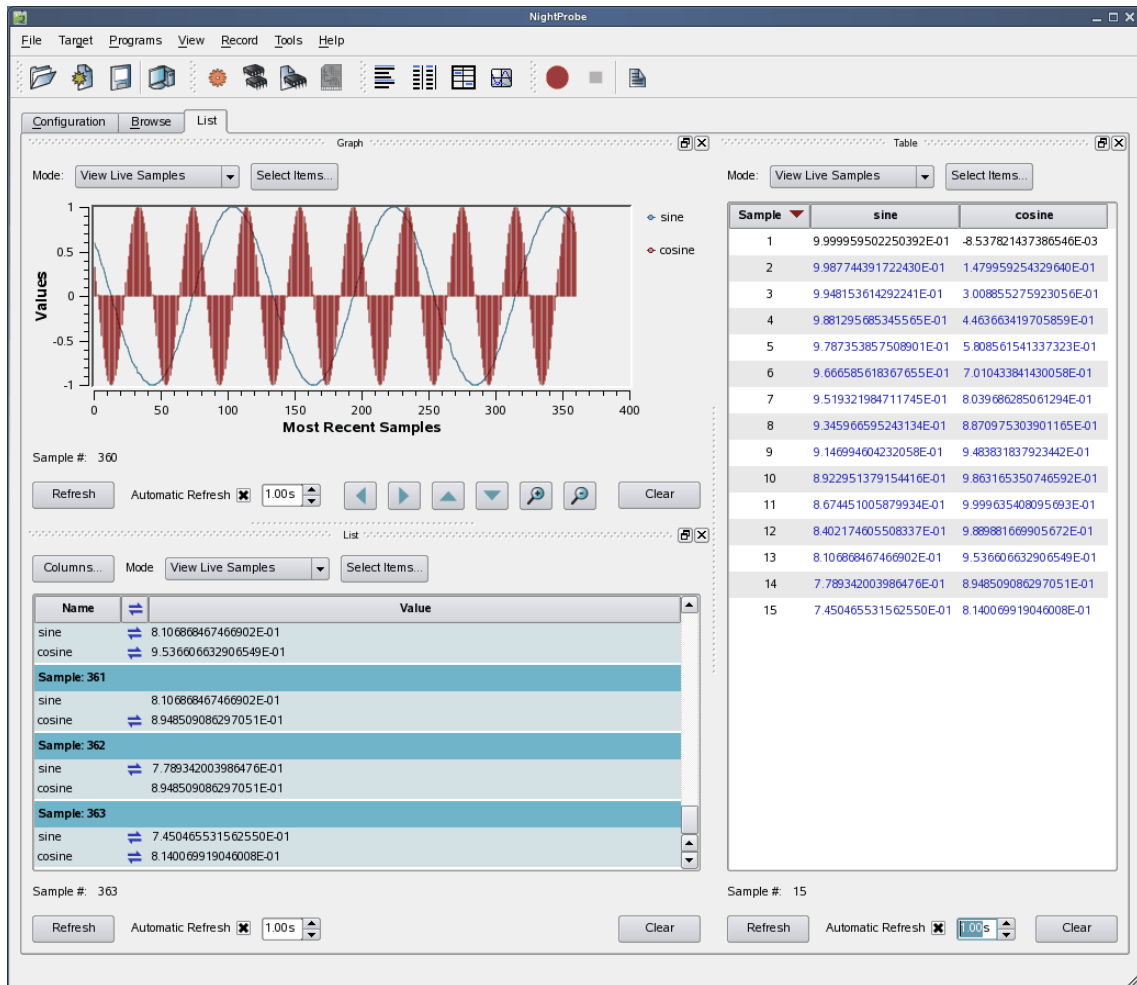 NightProbe
File Target Programs View Record Tools Help
Configuration Browse List
Graph
Mode: View Live Samples Select Items...
1
0.5
0
-0.5
-1
Values
0 50 100 150 200 250 300 350 400
Most Recent Samples
sine
cosine
Sample #: 360
Refresh Automatic Refresh 1.00s Clear
List
Columns... Mode View Live Samples Select Items...
Name Value
sine 8.106868467466902E-01
cosine 9.536606632906549E-01
Sample: 361
sine 8.106868467466902E-01
cosine 8.948509086297051E-01
Sample: 362
sine 7.789342003986476E-01
cosine 8.948509086297051E-01
Sample: 363
sine 7.450465531562550E-01
cosine 8.140069919046008E-01
Sample #: 363
Refresh Automatic Refresh 1.00s Clear
Table
Mode: View Live Samples Select Items...
Sample sine cosine
1 9.999959502250392E-01 -8.537821437386546E-03
2 9.987744391722430E-01 1.479959254329640E-01
3 9.948153614292241E-01 3.008855275923056E-01
4 9.881295685345565E-01 4.463663419705859E-01
5 9.787353857508901E-01 5.808561541337323E-01
6 9.666585618367655E-01 7.010433841430058E-01
7 9.519321984711745E-01 8.039686285061294E-01
8 9.345966595243134E-01 8.870975303901165E-01
9 9.146994604232058E-01 9.483831837923442E-01
10 8.922951379154416E-01 9.863165350746592E-01
11 8.674451005879934E-01 9.999635408095693E-01
12 8.402174605508337E-01 9.889881669905672E-01
13 8.106868467466902E-01 9.536606632906549E-01
14 7.789342003986476E-01 8.948509086297051E-01
15 7.450465531562550E-01 8.140069919046008E-01
Sample #: 15
Refresh Automatic Refresh 1.00s Clear